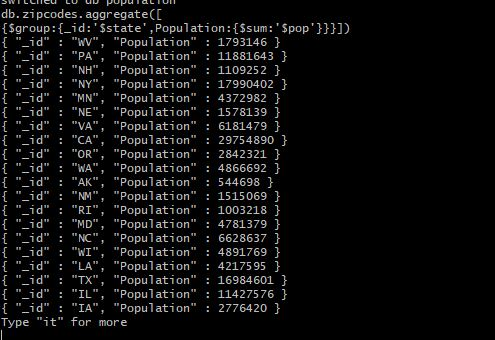 switched to db population
db.zipcodes.aggregate([
{$group:{_id:'$state',Population:{$sum:'$pop'}}}])
{ "_id" : "WV", "Population" : 1793146 }
{ "_id" : "PA", "Population" : 11881643 }
{ "_id" : "NH", "Population" : 1109252 }
{ "_id" : "NY", "Population" : 17990402 }
{ "_id" : "MN", "Population" : 4372982 }
{ "_id" : "NE", "Population" : 1578139 }
{ "_id" : "VA", "Population" : 6181479 }
{ "_id" : "CA", "Population" : 29754890 }
{ "_id" : "OR", "Population" : 2842321 }
{ "_id" : "WA", "Population" : 4866692 }
{ "_id" : "AK", "Population" : 544698 }
{ "_id" : "NM", "Population" : 1515069 }
{ "_id" : "RI", "Population" : 1003218 }
{ "_id" : "MD", "Population" : 4781379 }
{ "_id" : "NC", "Population" : 6628637 }
{ "_id" : "WI", "Population" : 4891769 }
{ "_id" : "LA", "Population" : 4217595 }
{ "_id" : "TX", "Population" : 16984601 }
{ "_id" : "IL", "Population" : 11427576 }
{ "_id" : "IA", "Population" : 2776420 }
Type "it" for more